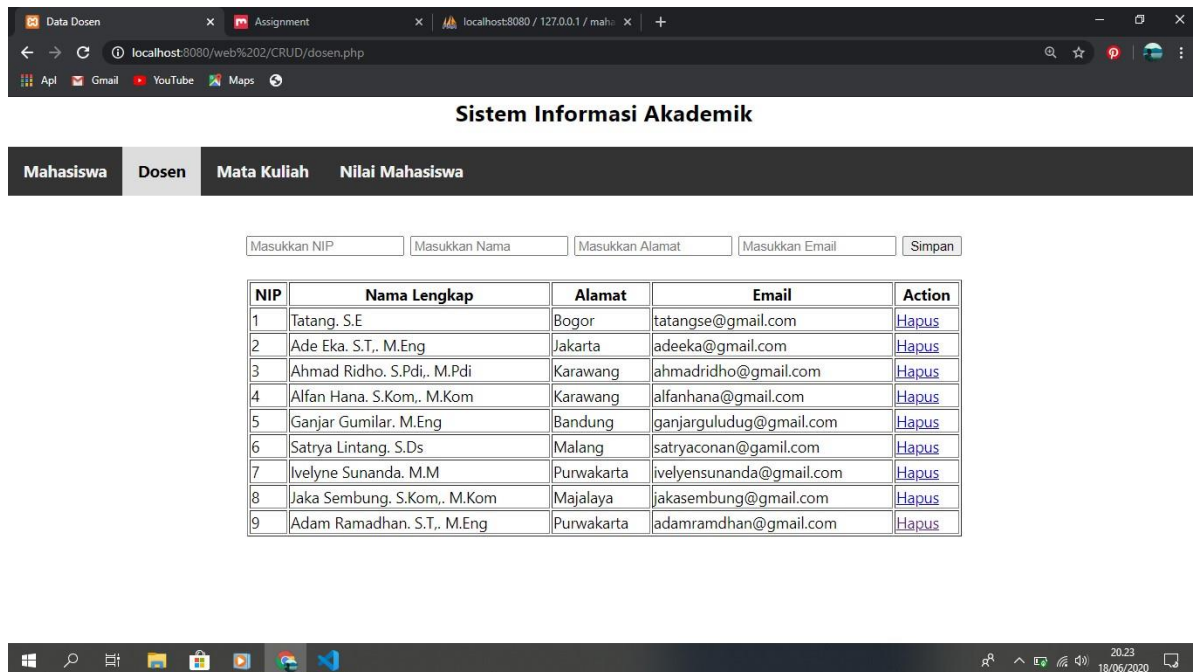 Data Dosen Assignment localhost:8080 / 127.0.0.1 / maha
localhost:8080/web%202/CRUD/dosen.php
Apl Gmail YouTube Maps
Sistem Informasi Akademik
Mahasiswa Dosen Mata Kuliah Nilai Mahasiswa
Masukkan NIP Masukkan Nama Masukkan Alamat Masukkan Email Simpan
NIP Nama Lengkap Alamat Email Action
1 Tatang. S.E Bogor tatangse@gmail.com Hapus
2 Ade Eka. S.T,. M.Eng Jakarta adeeka@gmail.com Hapus
3 Ahmad Ridho. S.Pdi,. M.Pdi Karawang ahmadridho@gmail.com Hapus
4 Alfan Hana. S.Kom,. M.Kom Karawang alfanhana@gmail.com Hapus
5 Ganjar Gumilar. M.Eng Bandung ganjarguludug@gmail.com Hapus
6 Satrya Lintang. S.Ds Malang satryaconan@gamil.com Hapus
7 Ivelyne Sunanda. M.M Purwakarta ivelyensunanda@gmail.com Hapus
8 Jaka Sembung. S.Kom,. M.Kom Majalaya jakasembung@gmail.com Hapus
9 Adam Ramadhan. S.T,. M.Eng Purwakarta adamramdhan@gmail.com Hapus
20.23
18/06/2020